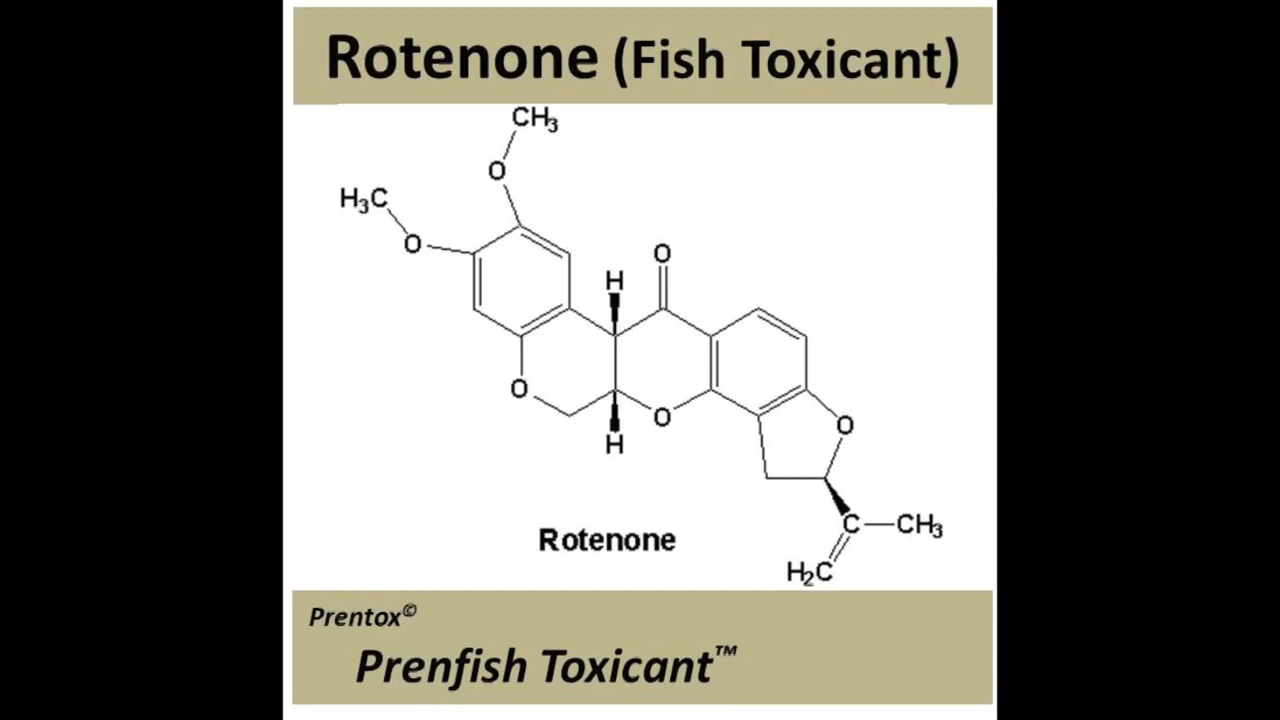 Rotenone (Fish Toxicant)
CH₃
O
H₃C
O
H
O
O
O
H
O
C
CH₃
H₂C
Rotenone
Prentox©
Prenfish Toxicant™